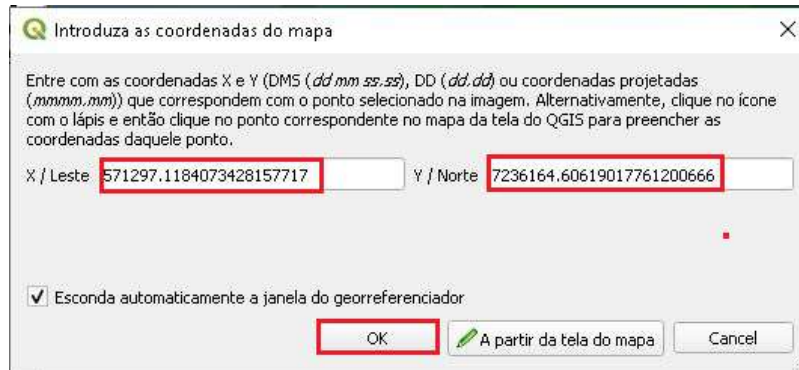 Introduza as coordenadas do mapa
Entre com as coordenadas X e Y (DMS (dd mm ss.ss), DD (dd.dd) ou coordenadas projetadas
(mmmm.mm)) que correspondem com o ponto selecionado na imagem. Alternativamente, clique no ícone
com o lápis e então clique no ponto correspondente no mapa da tela do QGIS para preencher as
coordenadas daquele ponto.
X / Leste 571297.1184073428157717 Y / Norte 7236164.60619017761200666
Esconda automaticamente a janela do georreferenciador
OK A partir da tela do mapa Cancel